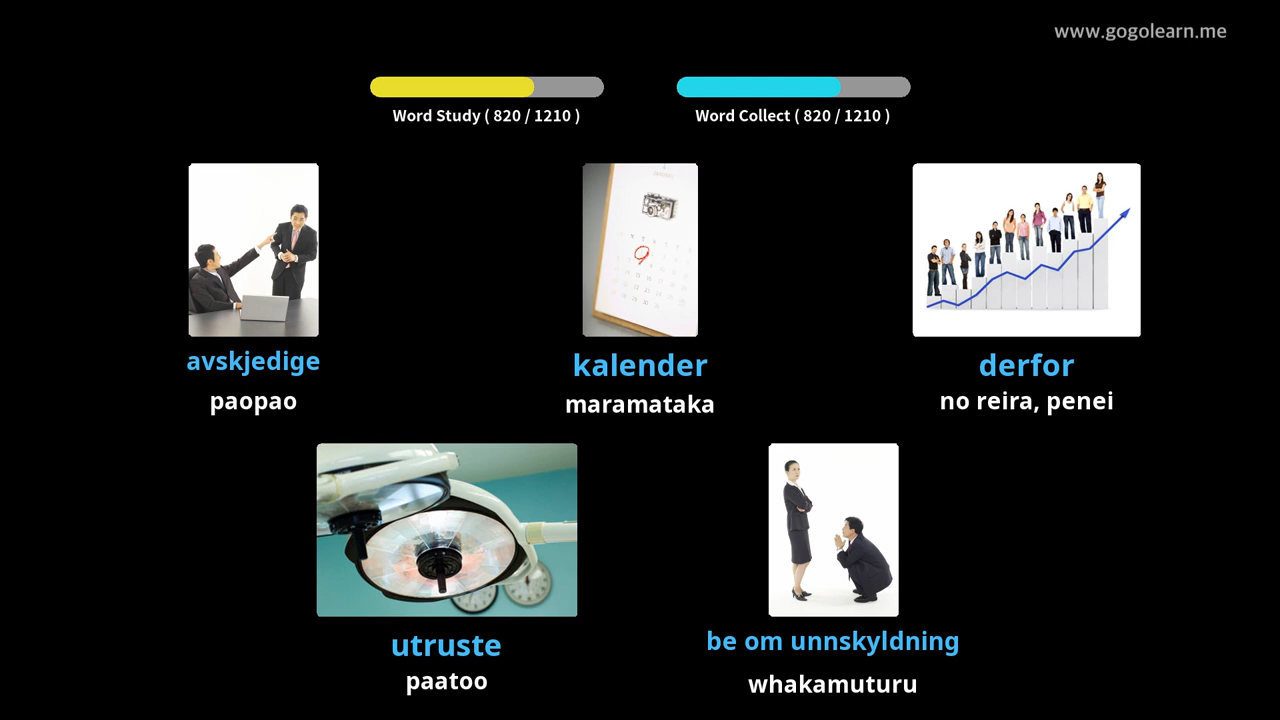 www.gogolearn.me
Word Study ( 820 / 1210 )
Word Collect ( 820 / 1210 )
avskjedige
paopao
kalender
maramataka
derfor
no reira, penei
utruste
paatoo
be om unnskyldning
whakamuturu